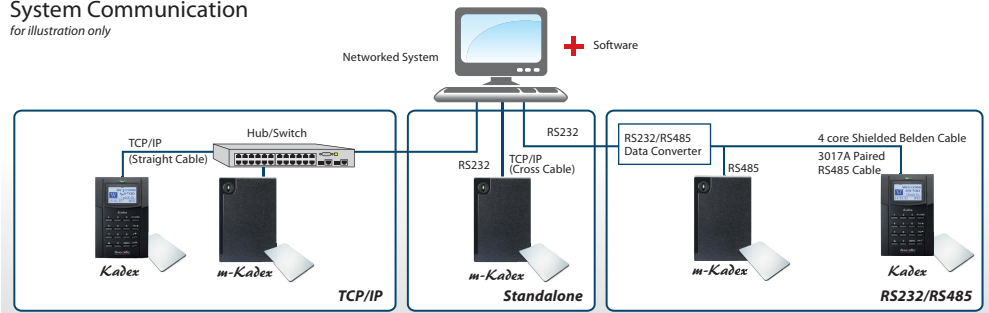 System Communication
for illustration only
Networked System
Software
TCP/IP
(Straight Cable)
Hub/Switch
Kadex
m-Kadex
TCP/IP
RS232
TCP/IP
(Cross Cable)
m-Kadex
Standalone
RS232
RS232/RS485
Data Converter
RS485
4 core Shielded Belden Cable
3017A Paired
RS485 Cable
m-Kadex
Kadex
RS232/RS485